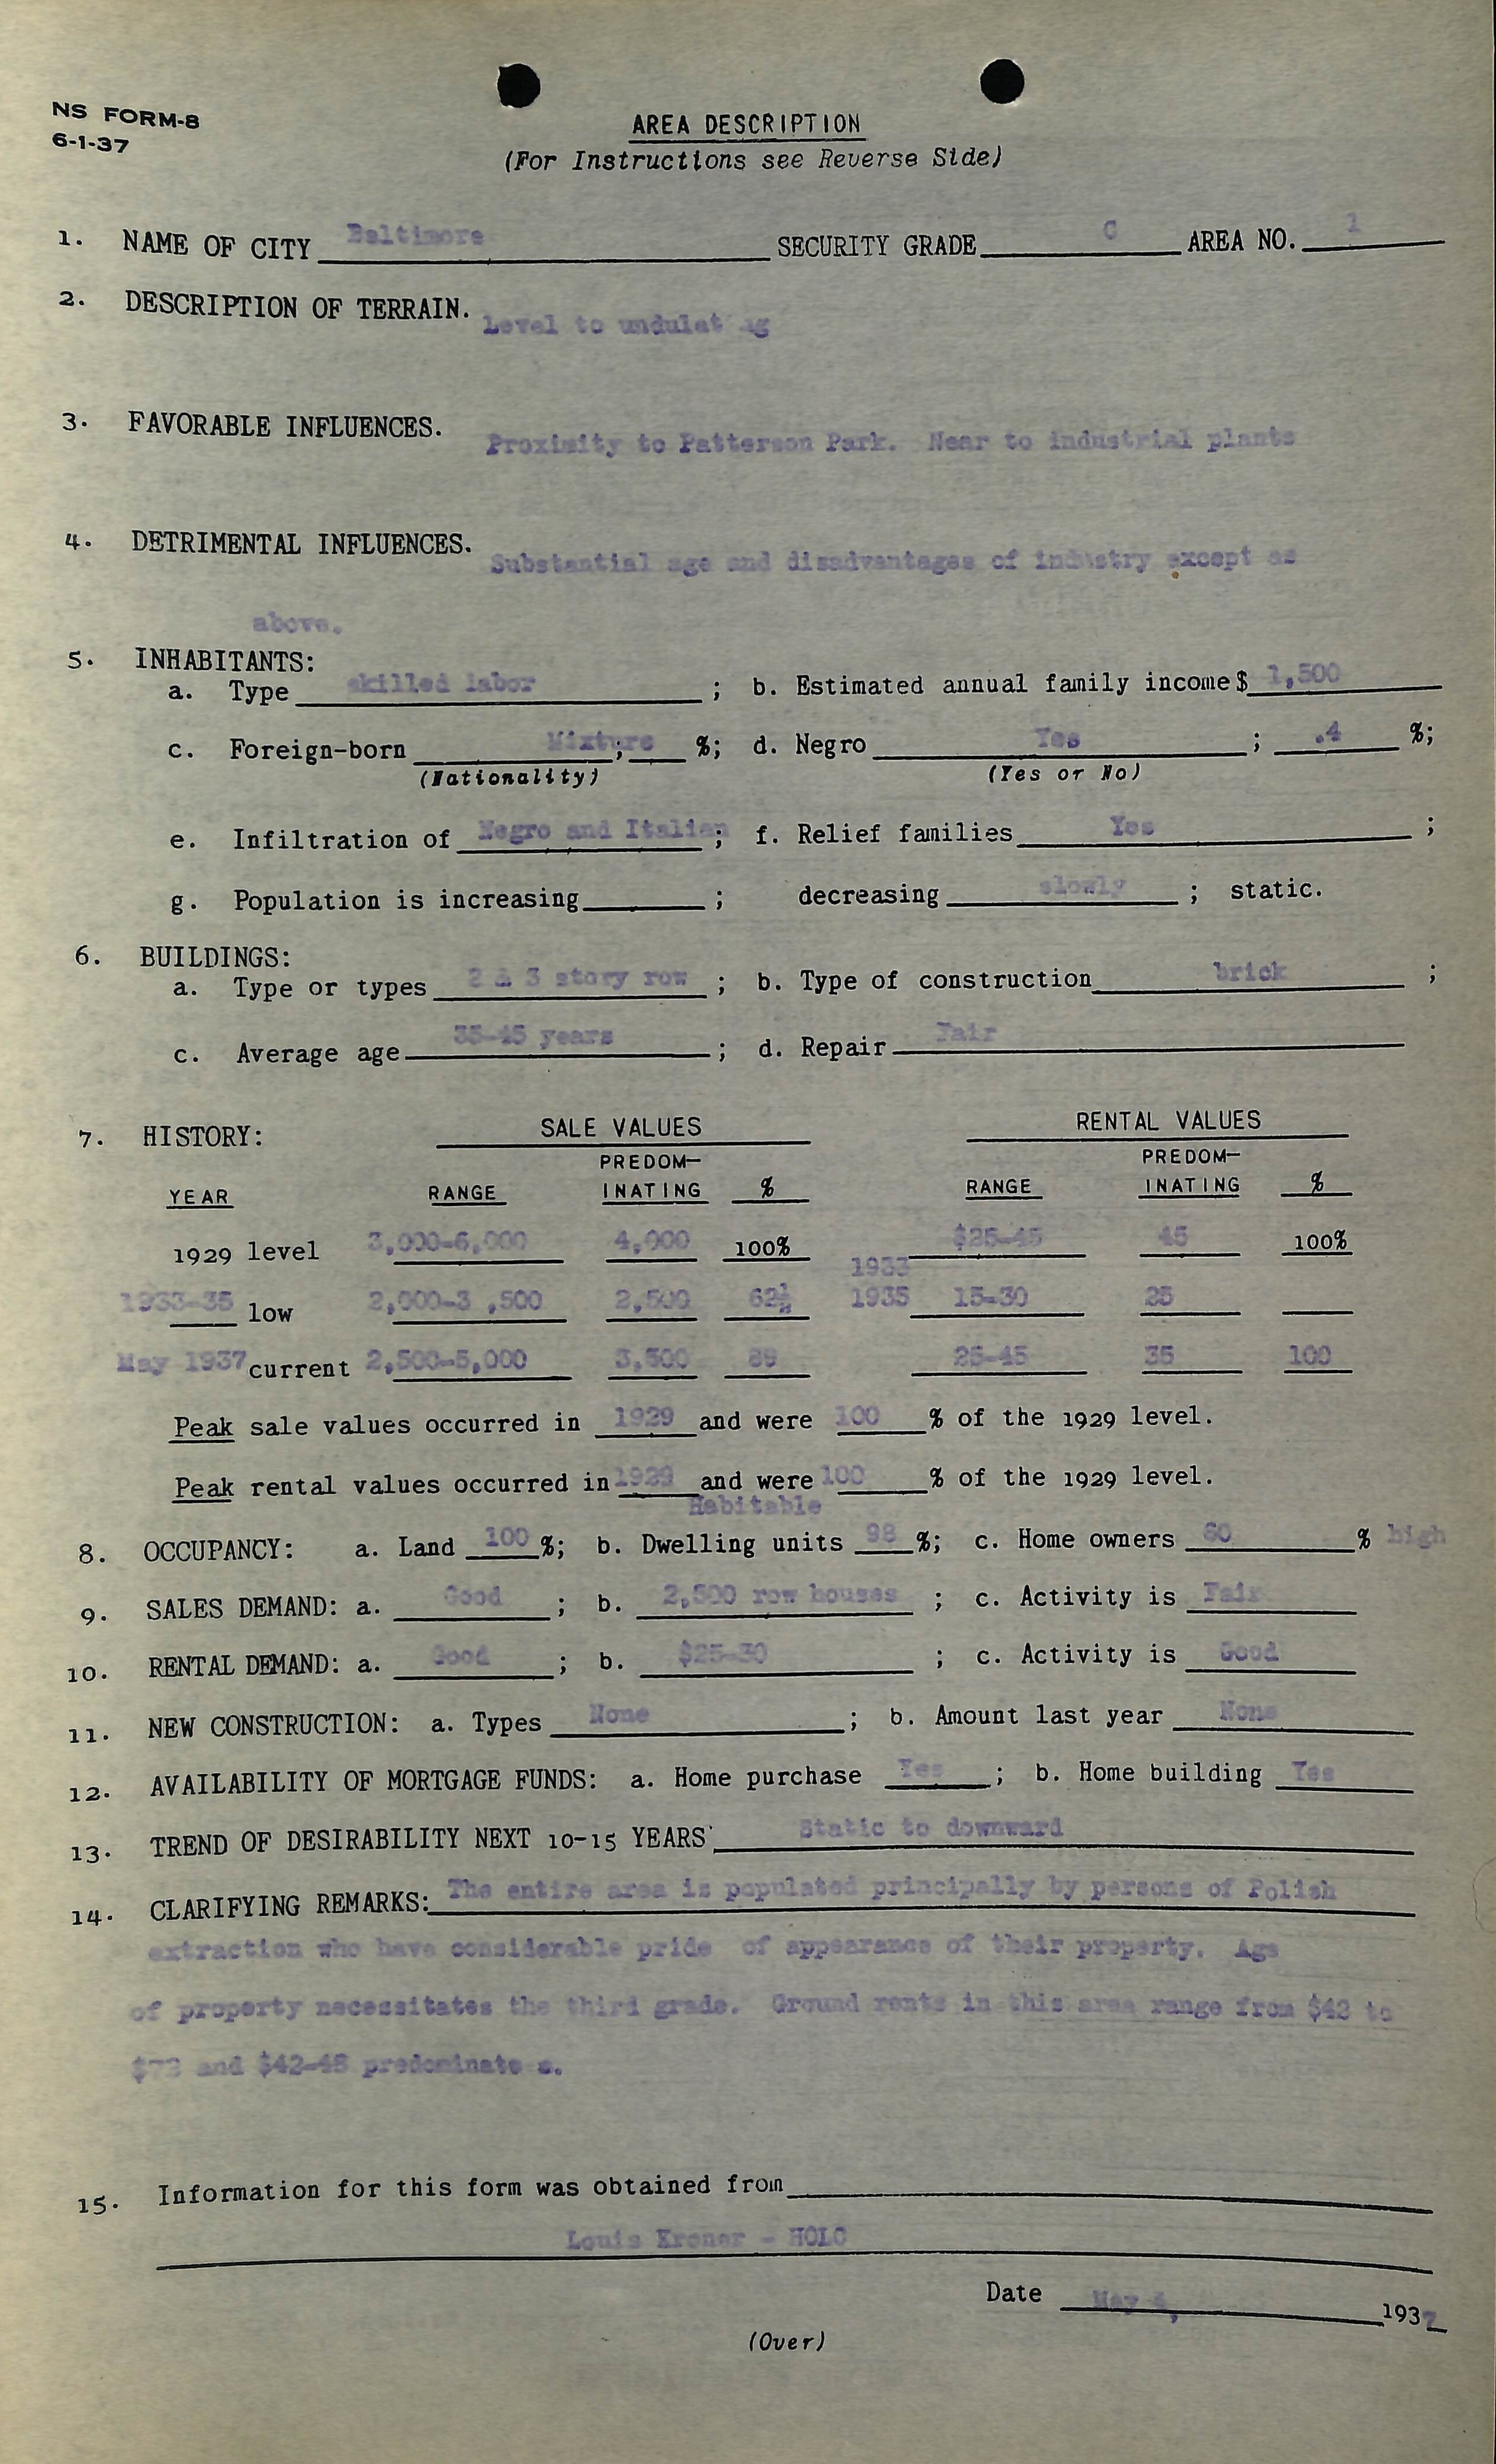 NS FORM-8
6-1-37
AREA DESCRIPTION
(For Instructions see Reverse Side)
1. NAME OF CITY Baltimore SECURITY GRADE C AREA NO. 1
2. DESCRIPTION OF TERRAIN. Level to undulat ng
3. FAVORABLE INFLUENCES. Proximity to Patterson Park. Near to industrial plants
4. DETRIMENTAL INFLUENCES. Substantial age and disadvantages of industry except as
above.
5. INHABITANTS:
a. Type skilled labor ; b. Estimated annual family income $ 1,500
c. Foreign-born Mixture ; %; d. Negro Yes ; .4 %;
(Nationality) (Yes or No)
e. Infiltration of Negro and Italian ; f. Relief families Yes ;
g. Population is increasing ; decreasing slowly ; static.
6. BUILDINGS:
a. Type or types 2 & 3 story row ; b. Type of construction brick ;
c. Average age 35-45 years ; d. Repair Fair
7. HISTORY: SALE VALUES RENTAL VALUES
PREDOM- PREDOM-
YEAR RANGE INATING % RANGE INATING %
1929 level 3,000-6,000 4,000 100% $25-45 45 100%
1933
1933-35 low 2,000-3 ,500 2,500 62½ 1935 15-30 25
May 1937 current 2,500-5,000 3,500 25-45 35 100
Peak sale values occurred in 1929 and were 100 % of the 1929 level.
Peak rental values occurred in 1929 and were 100 % of the 1929 level.
Habitable
8. OCCUPANCY: a. Land 100 %; b. Dwelling units 98 %; c. Home owners % high
9. SALES DEMAND: a. Good ; b. 2,500 row houses ; c. Activity is Fair
10. RENTAL DEMAND: a. Good ; b. $25-30 ; c. Activity is Good
11. NEW CONSTRUCTION: a. Types None ; b. Amount last year None
12. AVAILABILITY OF MORTGAGE FUNDS: a. Home purchase Yes ; b. Home building Yes
13. TREND OF DESIRABILITY NEXT 10-15 YEARS Static to downward
14. CLARIFYING REMARKS: The entire area is populated principally by persons of Polish
extraction who have considerable pride of appearance of their property. Age
of property necessitates the third grade. Ground rents in this area range from $42 to
$72 and $42-48 predominate s.
15. Information for this form was obtained from
Louis Kroner - HOLC
Date May 1937
(Over)